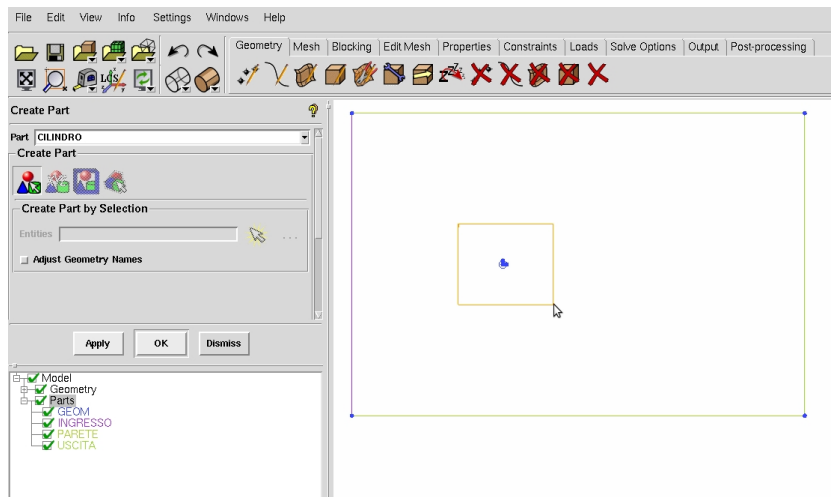 File Edit View Info Settings Windows Help
Geometry Mesh Blocking Edit Mesh Properties Constraints Loads Solve Options Output Post-processing
LCS
Create Part
Part CILINDRO
Create Part
Create Part by Selection
Entities
...
Adjust Geometry Names
Apply OK Dismiss
Model
Geometry
Parts
GEOM
INGRESSO
PARETE
USCITA